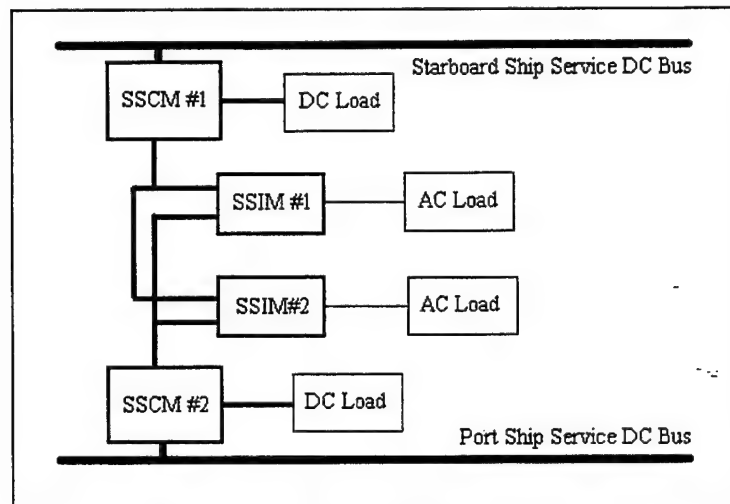 Starboard Ship Service DC Bus
SSCM #1
DC Load
SSIM #1
AC Load
SSIM#2
AC Load
SSCM #2
DC Load
Port Ship Service DC Bus